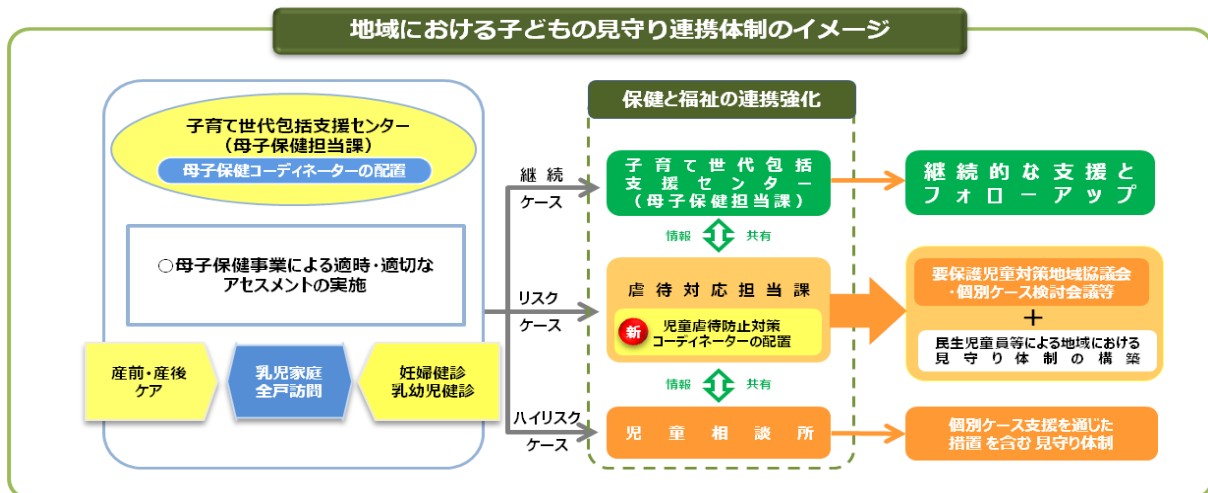 地域における子どもの見守り連携体制のイメージ
子育て世代包括支援センター
（母子保健担当課）
母子保健コーディネーターの配置
○母子保健事業による適時・適切な
アセスメントの実施
産前・産後
ケア
乳児家庭
全戸訪問
妊婦健診
乳幼児健診
継続
ケース
リスク
ケース
ハイリスク
ケース
保健と福祉の連携強化
子育て世代包括
支援センター
（母子保健担当課）
情報 共有
虐待対応担当課
新 児童虐待防止対策
コーディネーターの配置
情報 共有
児童相談所
継続的な支援と
フォローアップ
要保護児童対策地域協議会
・個別ケース検討会議等
＋
民生児童員等による地域における
見守り体制の構築
個別ケース支援を通じた
措置を含む見守り体制